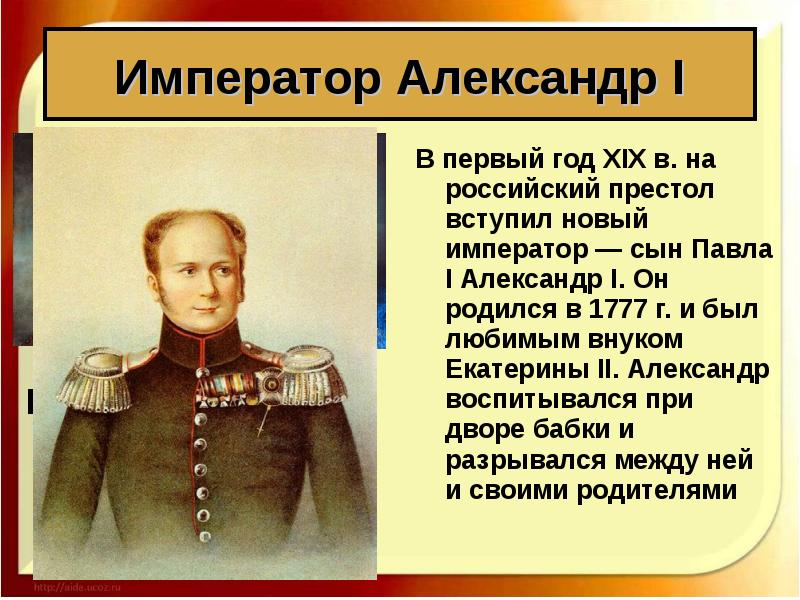 Император Александр I
В первый год XIX в. на
российский престол
вступил новый
император — сын Павла
I Александр I. Он
родился в 1777 г. и был
любимым внуком
Екатерины II. Александр
воспитывался при
дворе бабки и
разрывался между ней
и своими родителями
http://aida.ucoz.ru